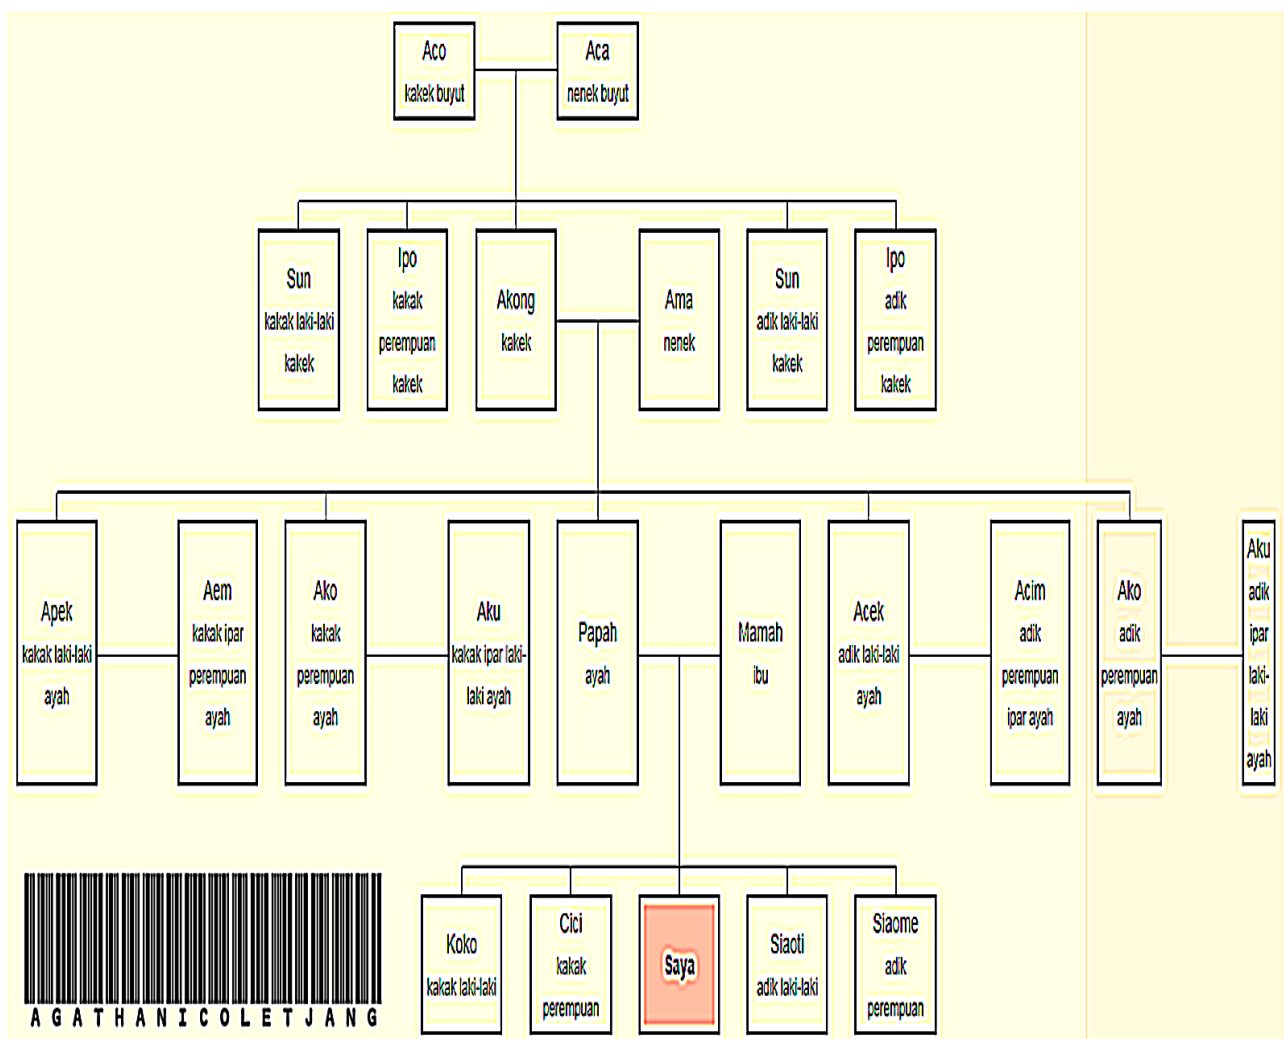 Aco
kakek buyut
Aca
nenek buyut
Sun
kakak laki-laki
kakek
Ipo
kakak
perempuan
kakek
Akong
kakek
Ama
nenek
Sun
adik laki-laki
kakek
Ipo
adik
perempuan
kakek
Apek
kakak laki-laki
ayah
Aem
kakak ipar
perempuan
ayah
Ako
kakak
perempuan
ayah
Aku
kakak ipar laki-
laki ayah
Papah
ayah
Mamah
ibu
Acek
adik laki-laki
ayah
Acim
adik
perempuan
ipar ayah
Ako
adik
perempuan
ayah
Aku
adik
ipar
laki-
laki
ayah
Koko
kakak laki-laki
Cici
kakak
perempuan
Saya
Siaoti
adik laki-laki
Siaome
adik
perempuan
AGATHANICOLETJANG